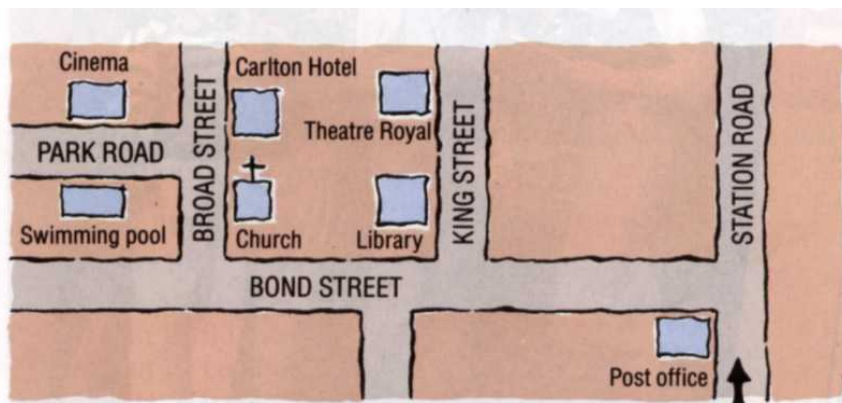 Cinema
Carlton Hotel
Theatre Royal
PARK ROAD
BROAD STREET
KING STREET
STATION ROAD
Swimming pool
Church
Library
BOND STREET
Post office